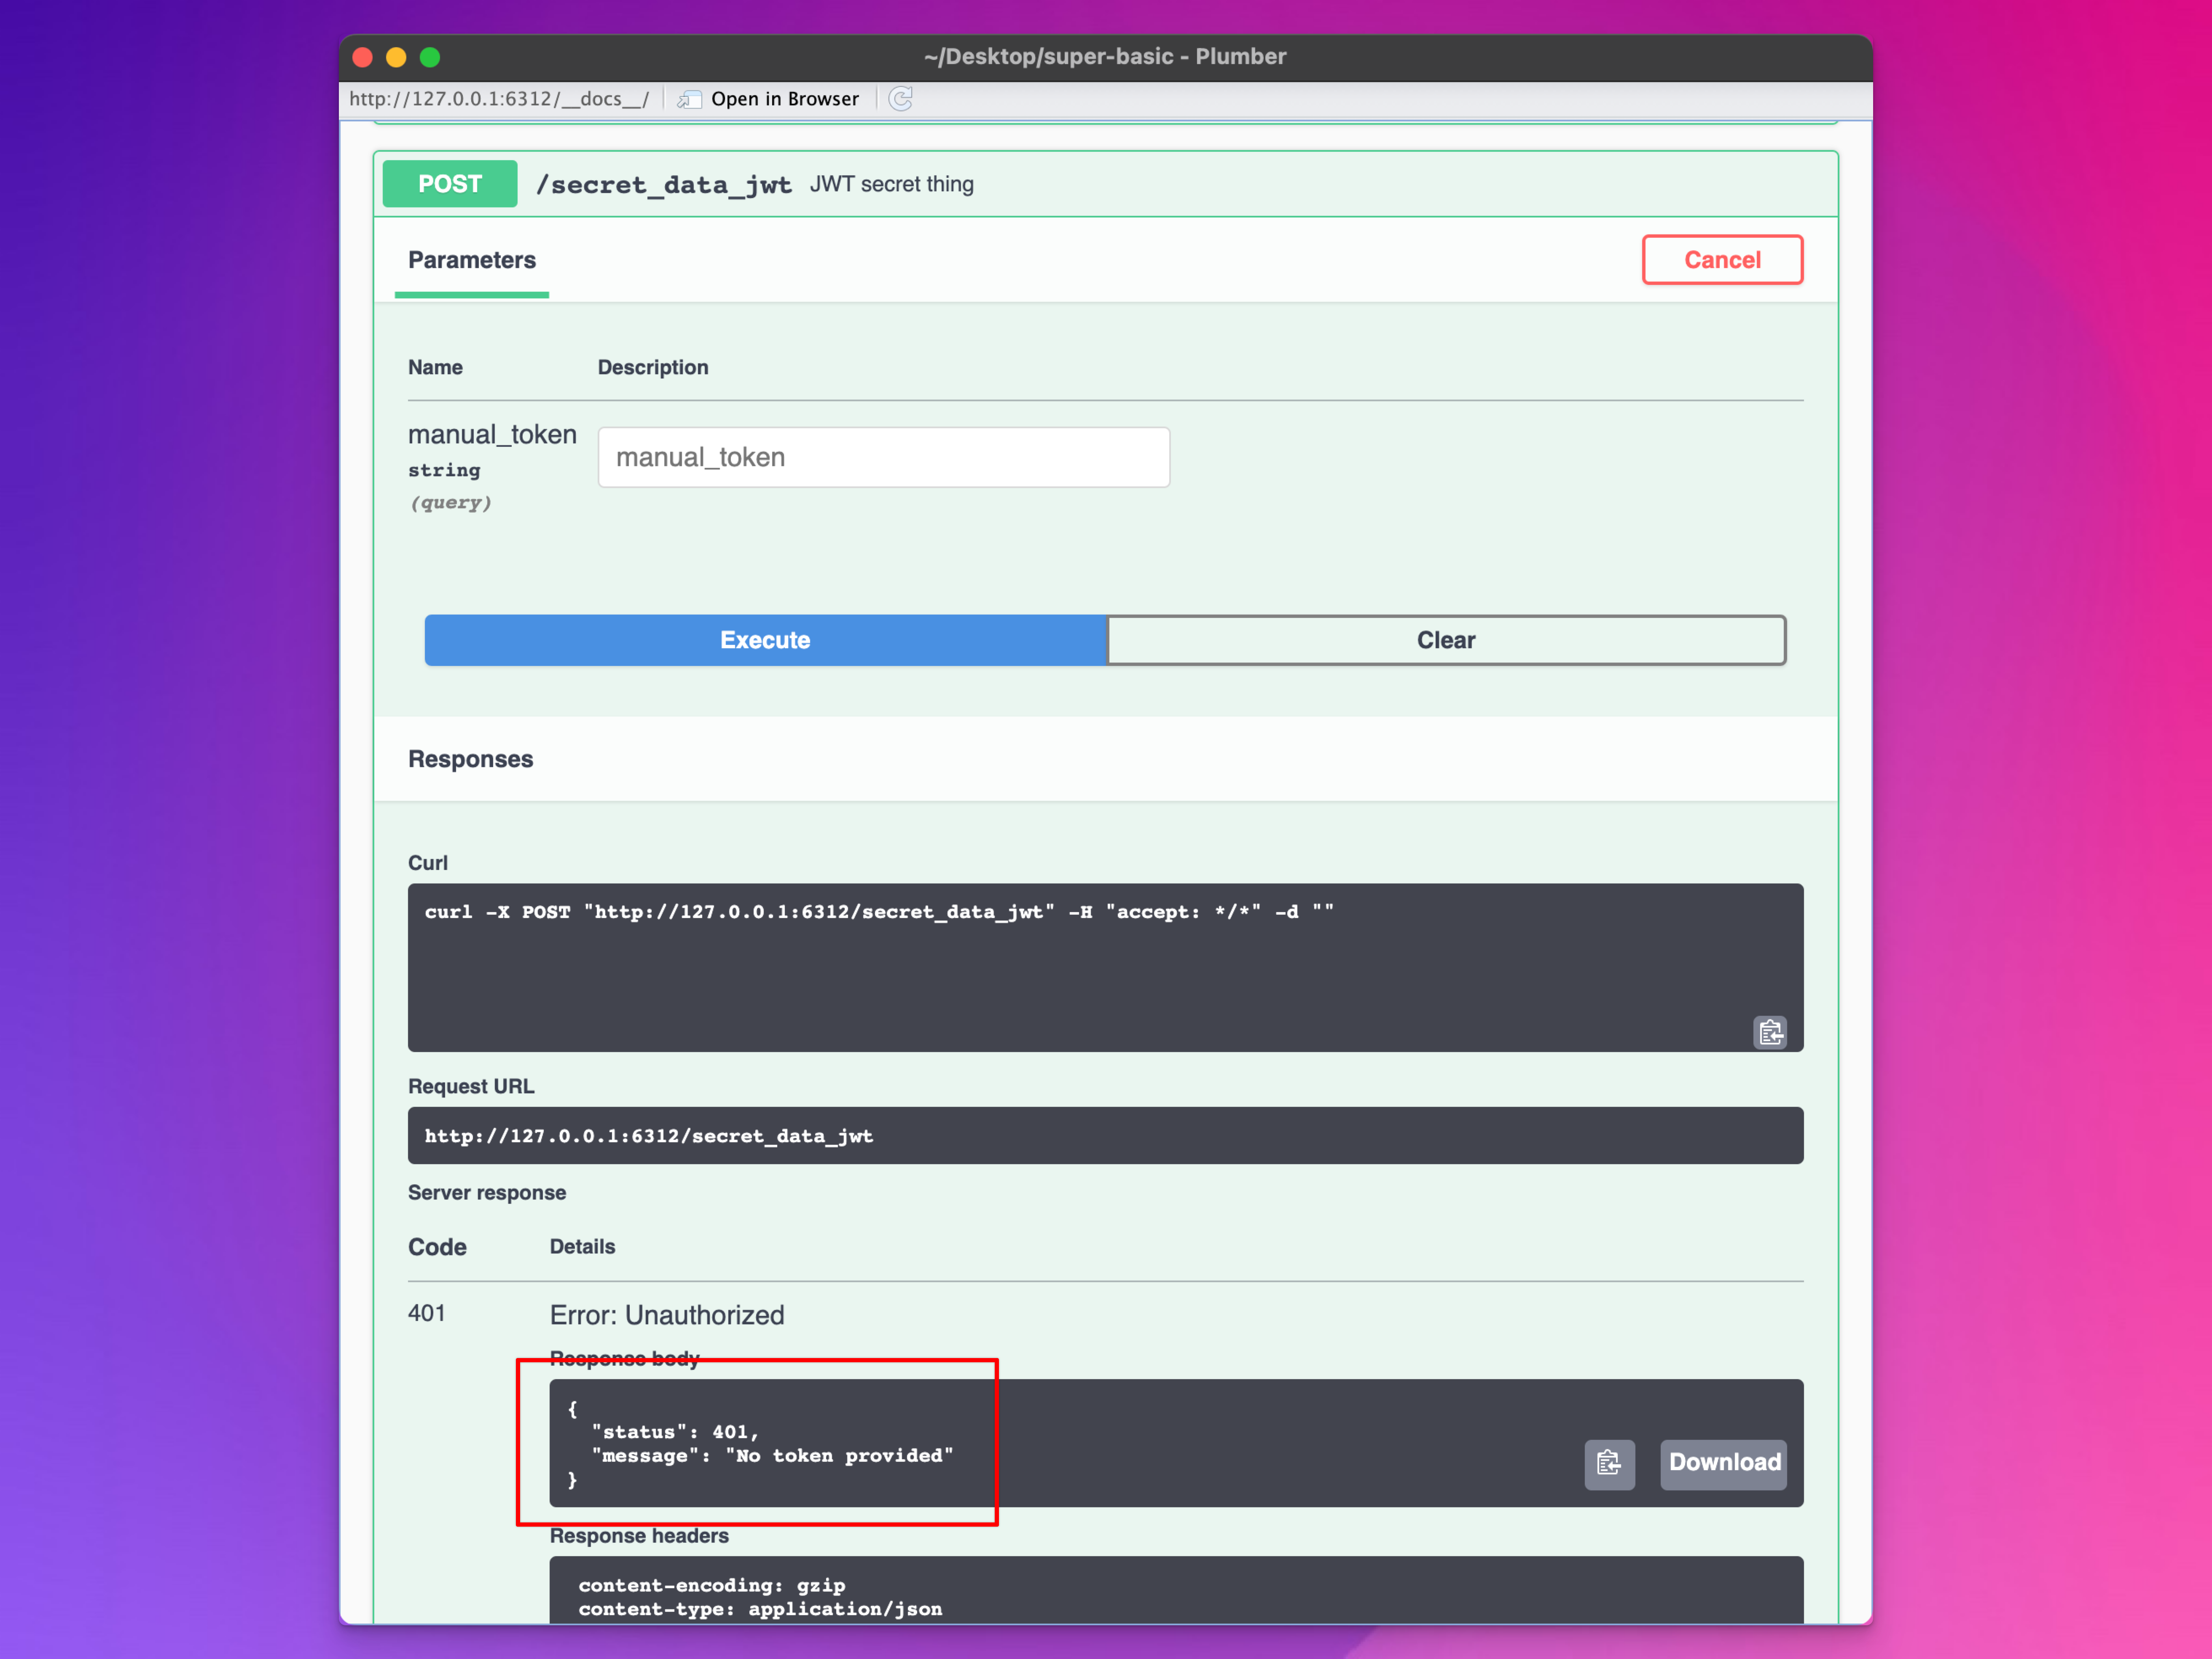 ~/Desktop/super-basic - Plumber
http://127.0.0.1:6312/__docs__/ Open in Browser
POST /secret_data_jwt JWT secret thing
Parameters Cancel
Name Description
manual_token manual_token
string
(query)
Execute Clear
Responses
Curl
curl -X POST "http://127.0.0.1:6312/secret_data_jwt" -H "accept: */*" -d ""
Request URL
http://127.0.0.1:6312/secret_data_jwt
Server response
Code Details
401 Error: Unauthorized
Response body
{
"status": 401,
"message": "No token provided"
}
Download
Response headers
content-encoding: gzip
content-type: application/json